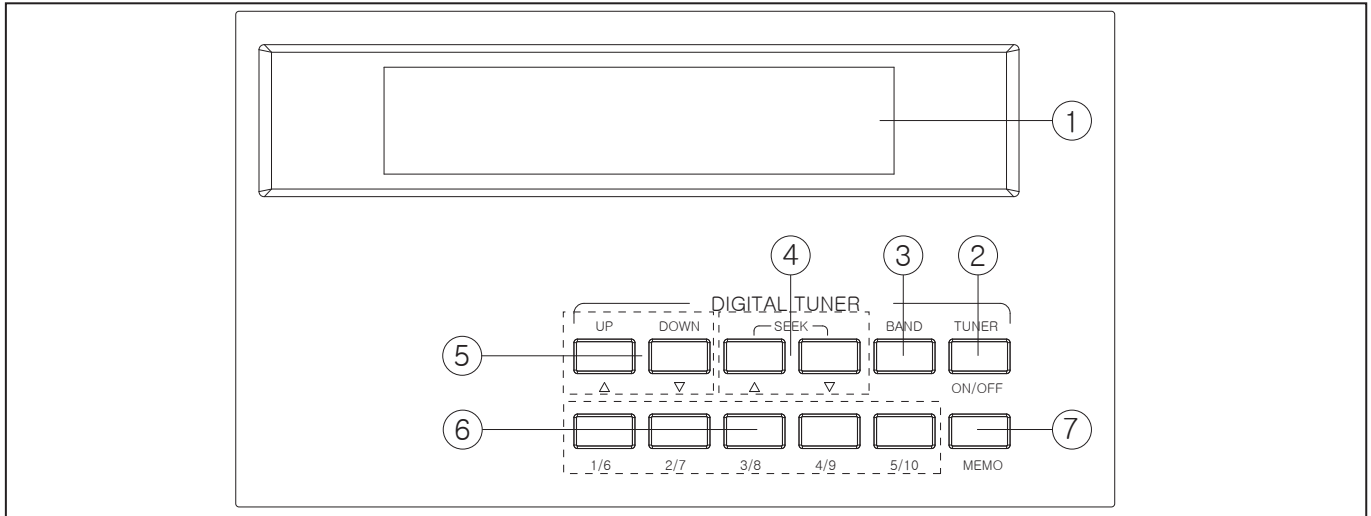 1
4 3 2
DIGITAL TUNER
UP DOWN SEEK BAND TUNER
5
△ ▽ △ ▽ ON/OFF
6 7
1/6 2/7 3/8 4/9 5/10 MEMO